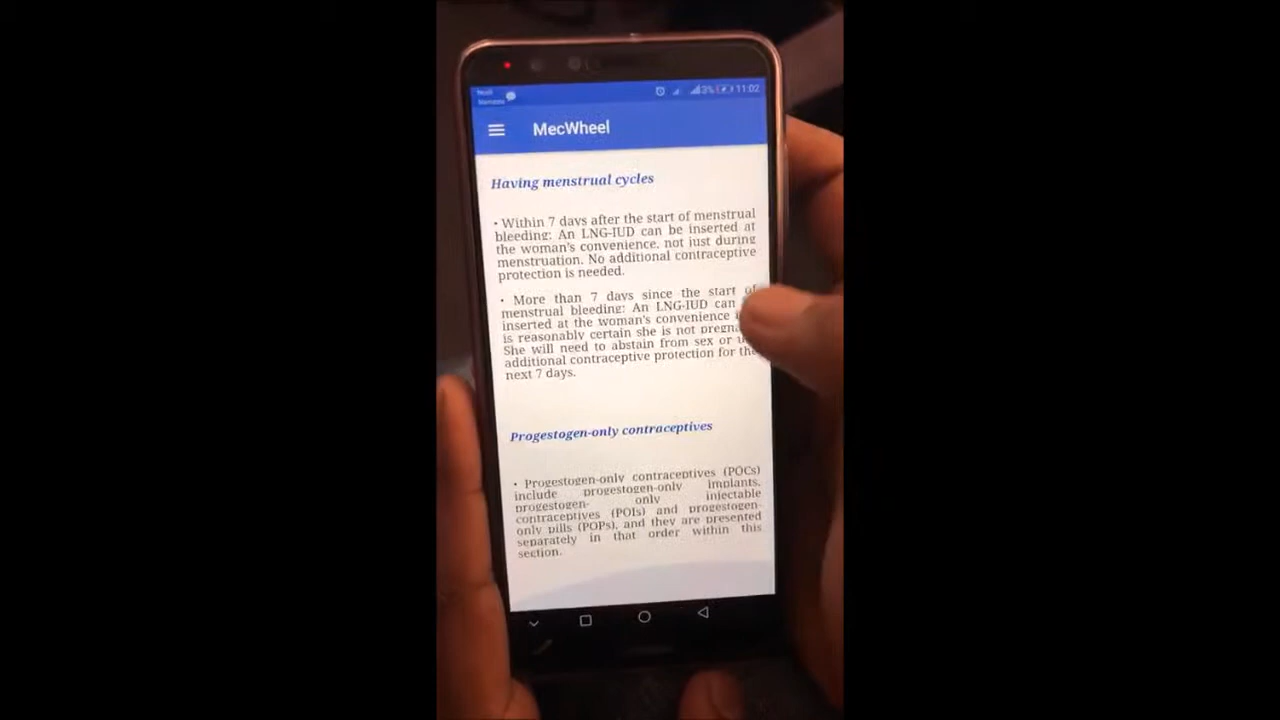 3% 11:02
MecWheel
Having menstrual cycles
• Within 7 days after the start of menstrual
bleeding: An LNG-IUD can be inserted at
the woman's convenience, not just during
menstruation. No additional contraceptive
protection is needed.
• More than 7 days since the start of
menstrual bleeding: An LNG-IUD can
inserted at the woman's convenience
is reasonably certain she is not
She will need to abstain from sex or
additional contraceptive protection for the
next 7 days.
Progestogen-only contraceptives
• Progestogen-only contraceptives (POCs)
include progestogen-only implants,
progestogen- only injectable
contraceptives (POIs) and progestogen-
only pills (POPs), and they are presented
separately in that order within this
section.